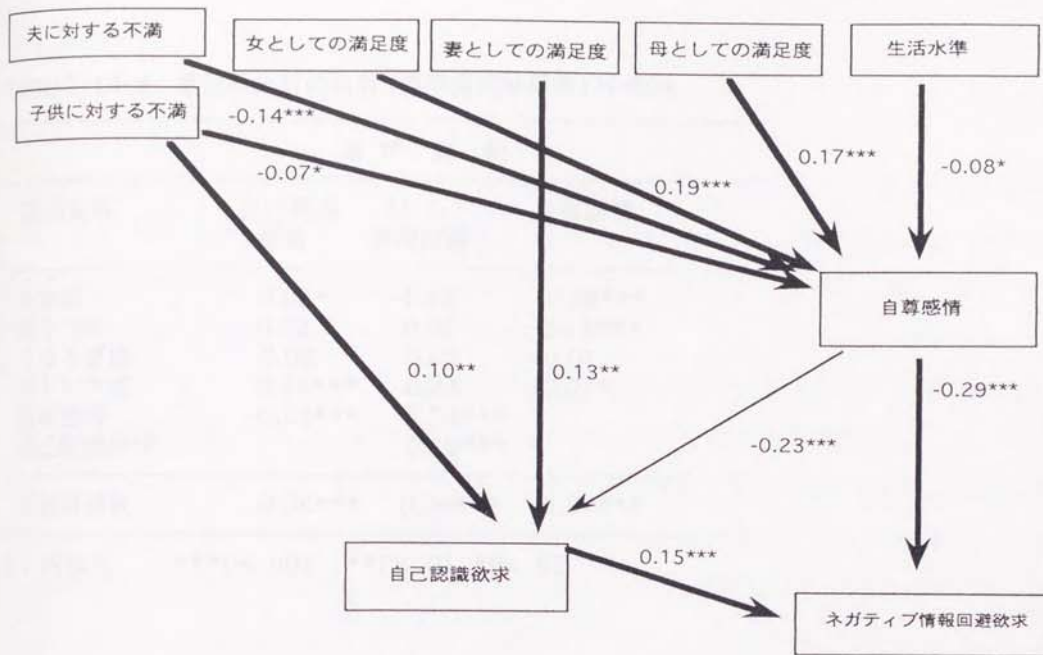 夫に対する不満
女としての満足度
妻としての満足度
母としての満足度
生活水準
子供に対する不満
-0.14***
-0.07*
0.19***
0.17***
-0.08*
自尊感情
0.10**
0.13**
-0.29***
-0.23***
自己認識欲求
0.15***
ネガティブ情報回避欲求